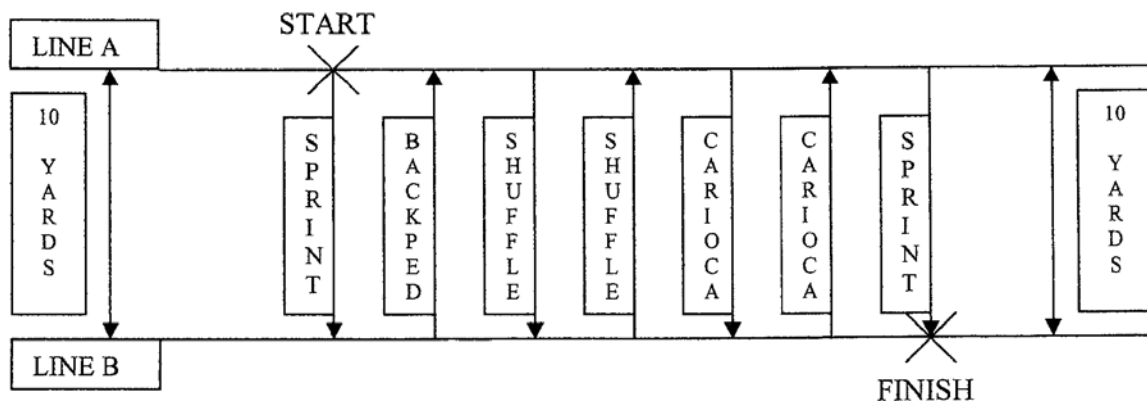 START
LINE A
10 YARDS
SPRINT
BACKPED
SHUFFLE
SHUFFLE
CARIOCA
CARIOCA
SPRINT
10 YARDS
LINE B
FINISH